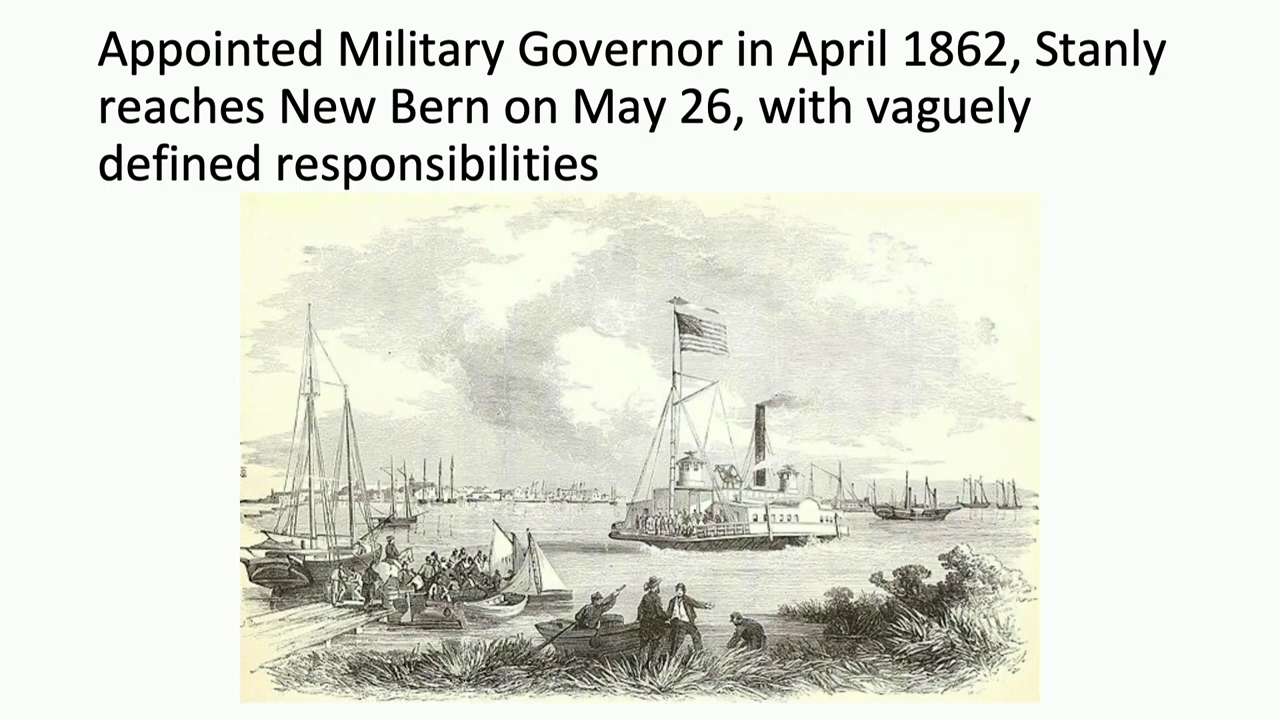 Appointed Military Governor in April 1862, Stanly
reaches New Bern on May 26, with vaguely
defined responsibilities